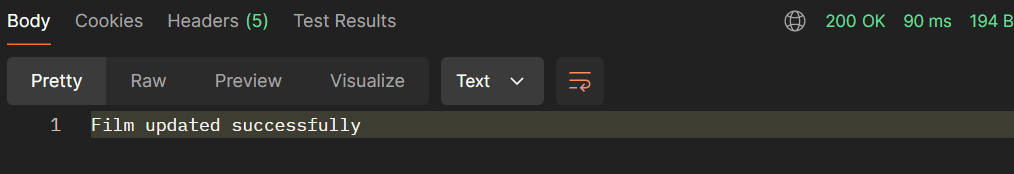 Body Cookies Headers (5) Test Results 200 OK 90 ms 194 B
Pretty Raw Preview Visualize Text
1 Film updated successfully